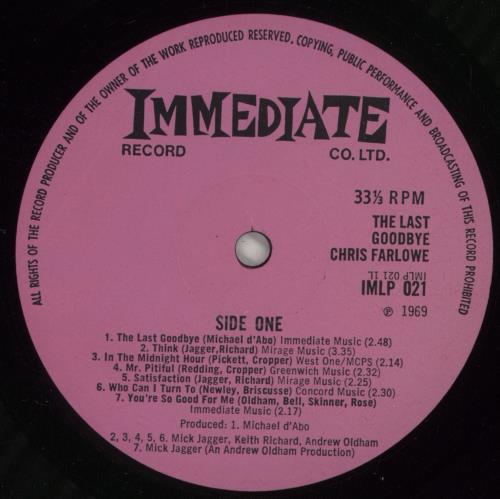 ALL RIGHTS OF THE RECORD PRODUCER AND OF THE OWNER OF THE WORK REPRODUCED RESERVED. COPYING, PUBLIC PERFORMANCE AND BROADCASTING OF THIS RECORD PROHIBITED
IMMEDIATE
RECORD CO. LTD.
33⅓ RPM
THE LAST
GOODBYE
CHRIS FARLOWE
IMLP 021 1L
IMLP 021
℗ 1969
SIDE ONE
1. The Last Goodbye (Michael d'Abo) Immediate Music (2.48)
2. Think (Jagger,Richard) Mirage Music (3.35)
3. In The Midnight Hour (Pickett, Cropper) West One/MCPS (2.14)
4. Mr. Pitiful (Redding, Cropper) Greenwich Music (2.32)
5. Satisfaction (Jagger, Richard) Mirage Music (2.25)
6. Who Can I Turn To (Newley, Briscusse) Concord Music (2.30)
7. You're So Good For Me (Oldham, Bell, Skinner, Rose)
Immediate Music (2.17)
Produced: 1. Michael d'Abo
2, 3, 4, 5, 6. Mick Jagger, Keith Richard, Andrew Oldham
7. Mick Jagger (An Andrew Oldham Production)